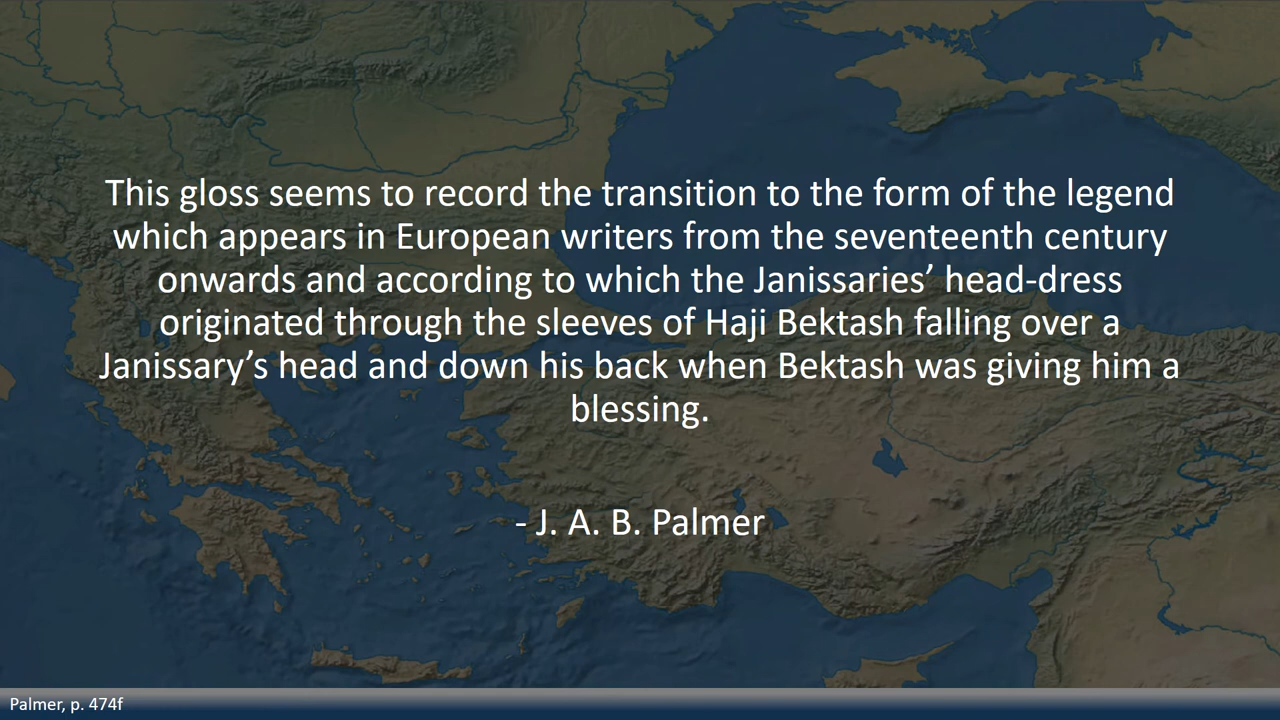 This gloss seems to record the transition to the form of the legend
which appears in European writers from the seventeenth century
onwards and according to which the Janissaries’ head-dress
originated through the sleeves of Haji Bektash falling over a
Janissary’s head and down his back when Bektash was giving him a
blessing.
- J. A. B. Palmer
Palmer, p. 474f